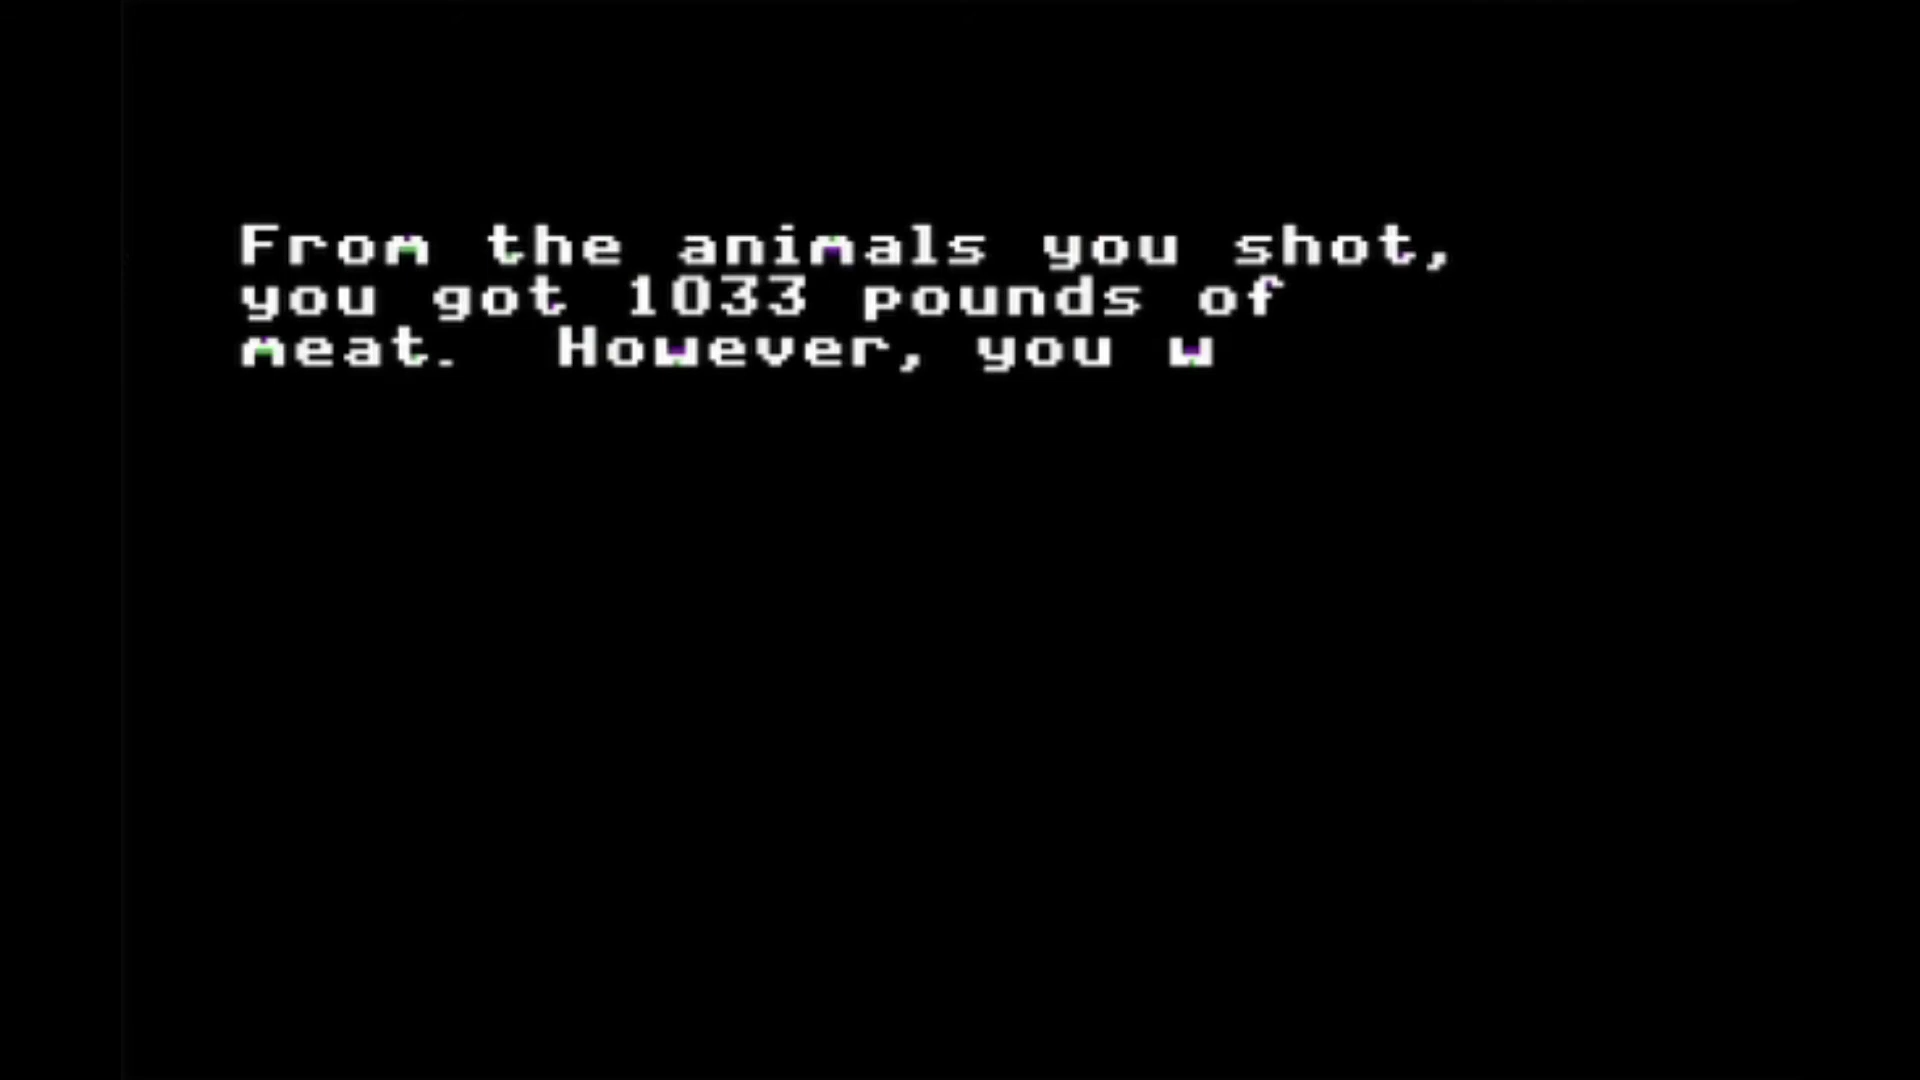 From the animals you shot,
you got 1033 pounds of
meat.  However, you w